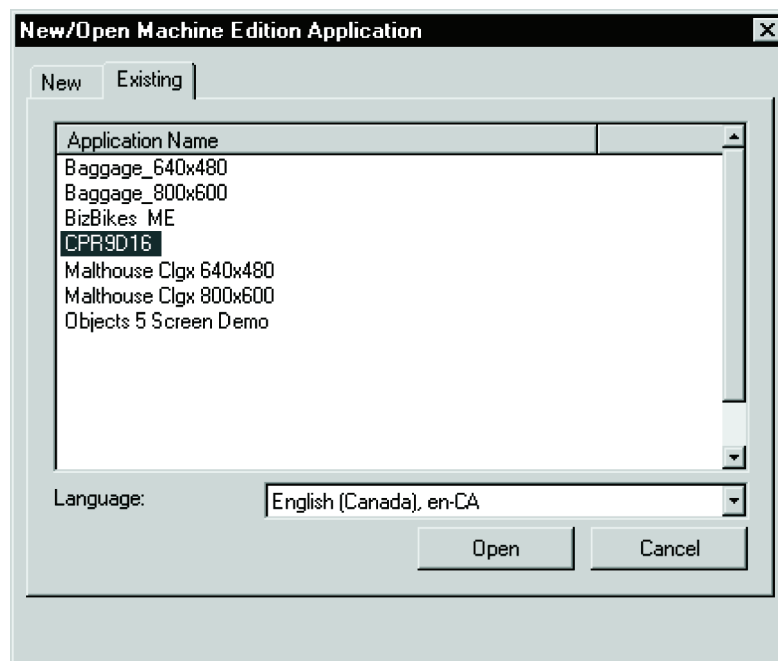 New/Open Machine Edition Application
New Existing
Application Name
Baggage_640x480
Baggage_800x600
BizBikes ME
CPR9D16
Malthouse Clgx 640x480
Malthouse Clgx 800x600
Objects 5 Screen Demo
Language: English (Canada), en-CA
Open Cancel